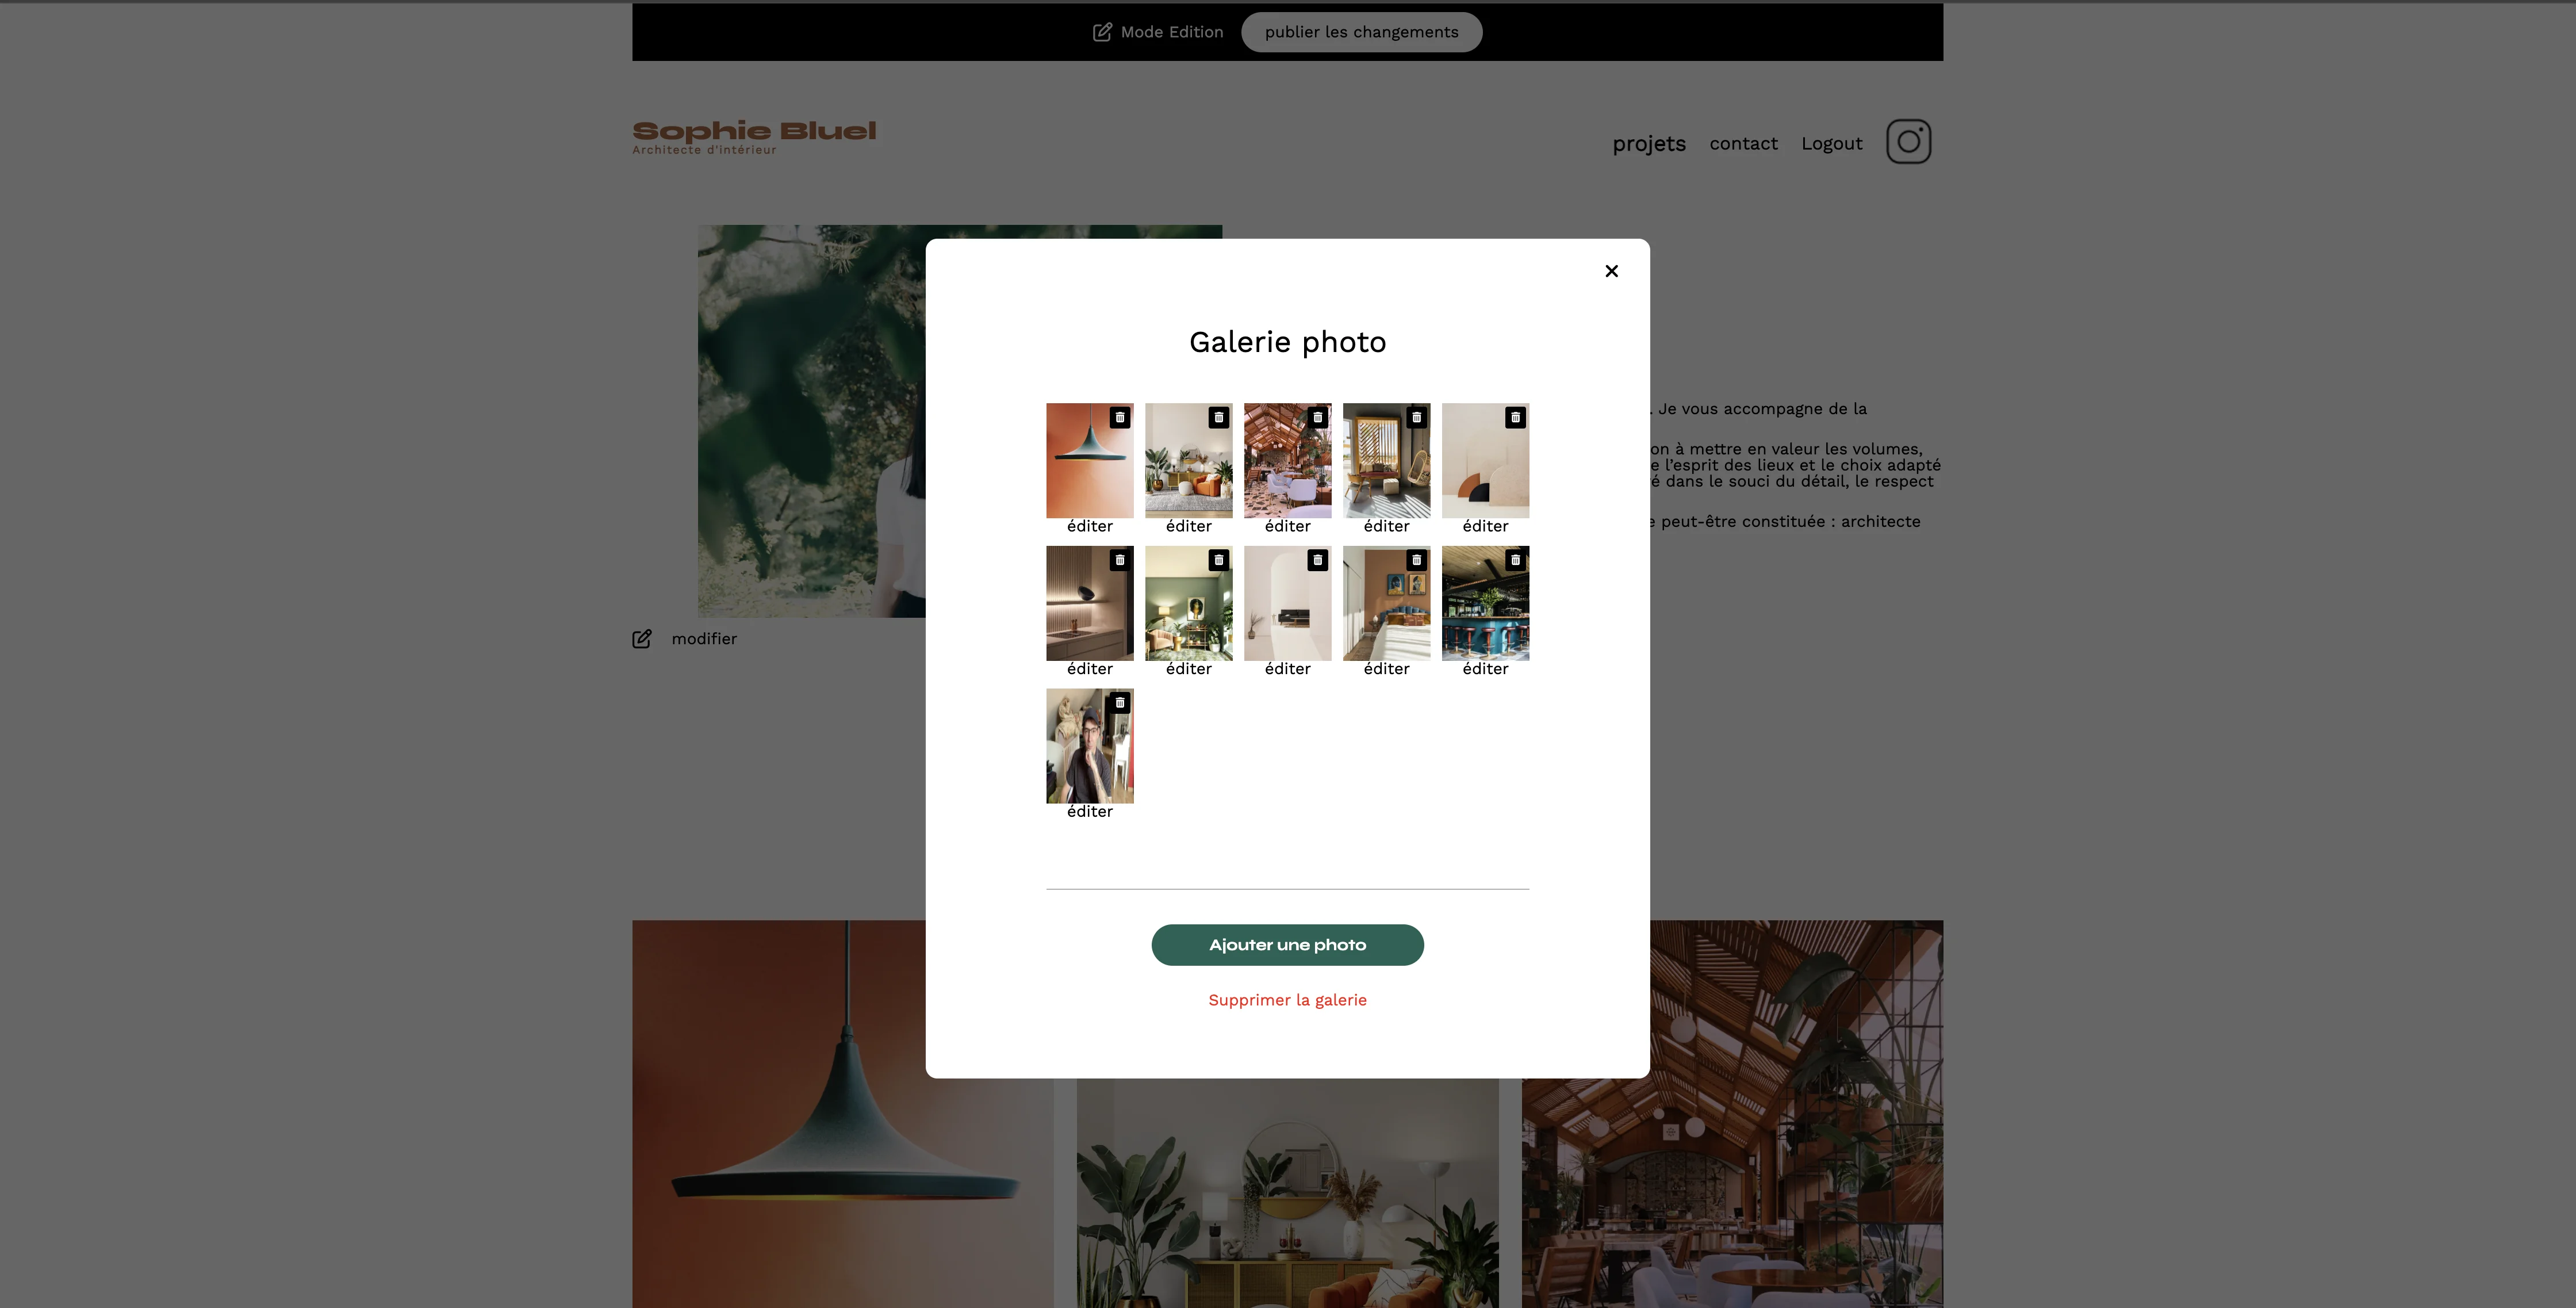 Mode Edition publier les changements
Sophie Bluel
Architecte d'intérieur
projets contact Logout
Galerie photo
. Je vous accompagne de la
on à mettre en valeur les volumes,
e l'esprit des lieux et le choix adapté
é dans le souci du détail, le respect
e peut-être constituée : architecte
éditer éditer éditer éditer éditer
modifier
éditer éditer éditer éditer éditer
éditer
Ajouter une photo
Supprimer la galerie